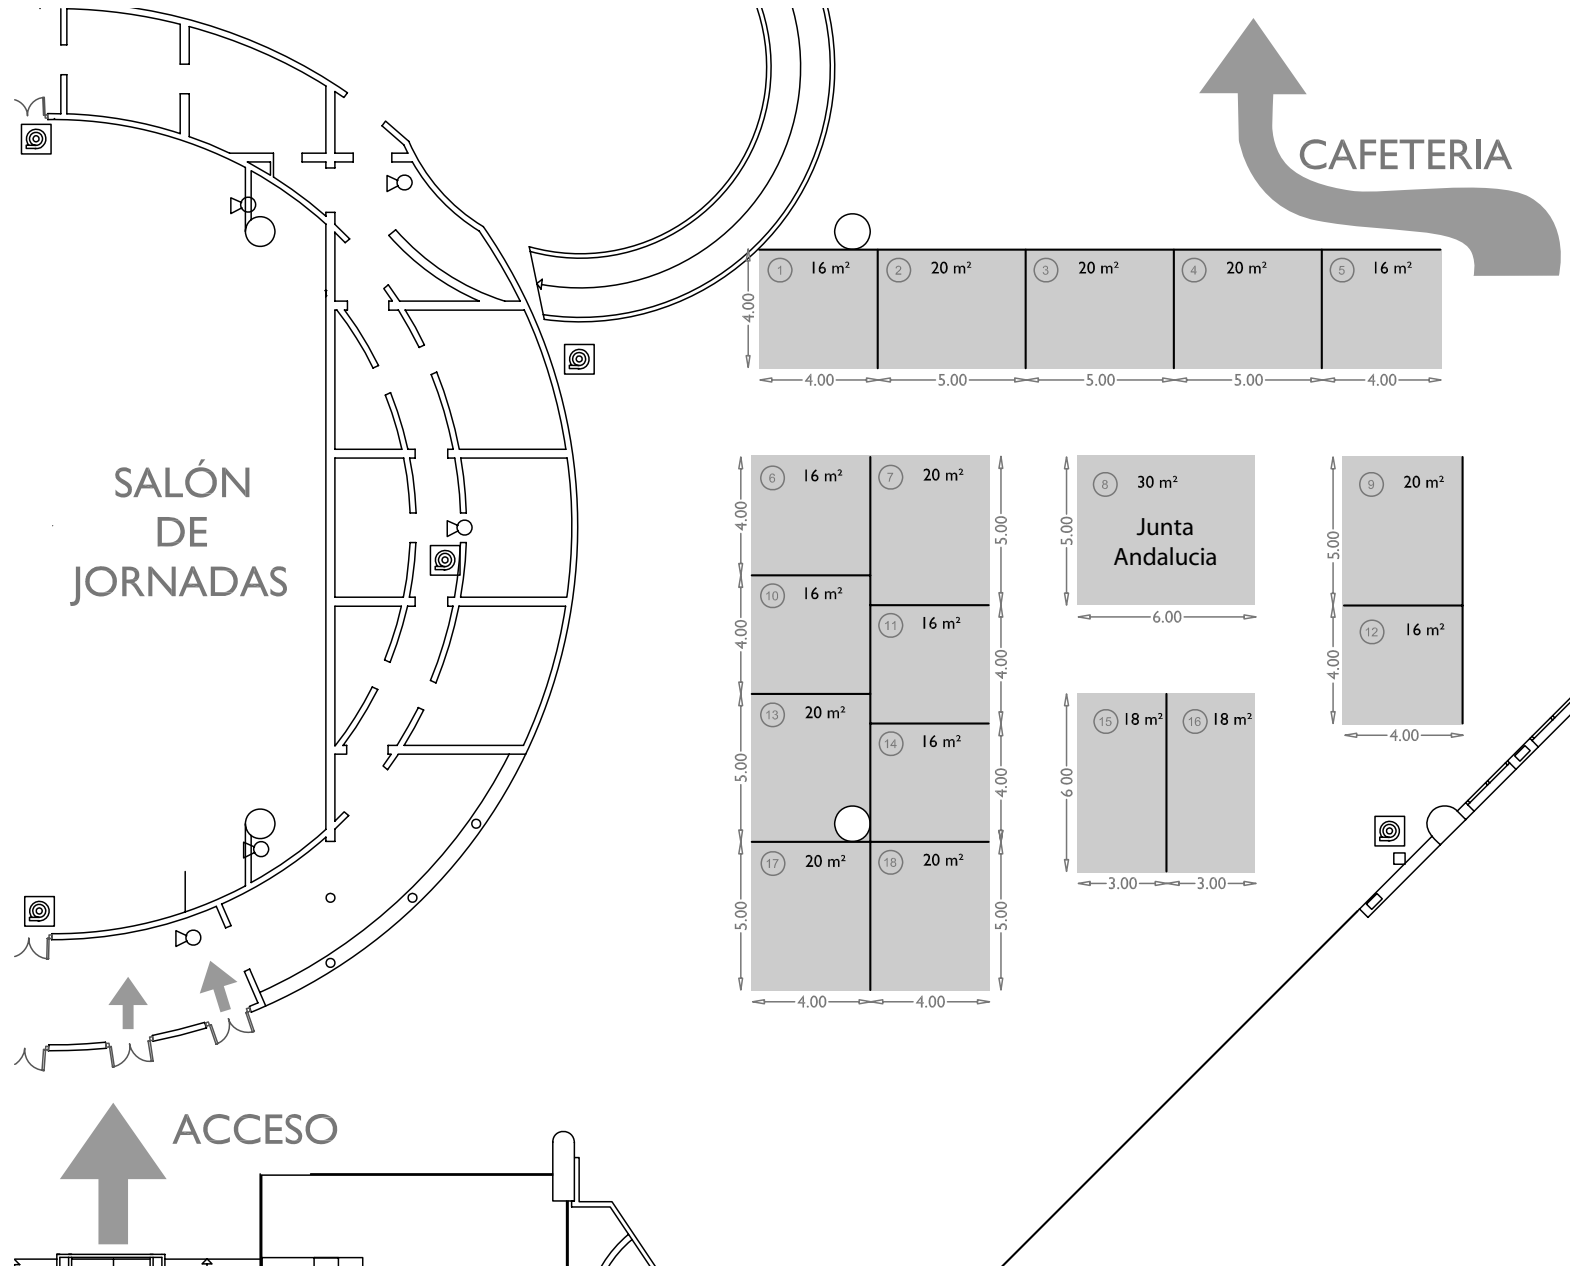 CAFETERIA
1 16 m²
2 20 m²
3 20 m²
4 20 m²
5 16 m²
4.00
4.00 5.00 5.00 5.00 4.00
SALÓN
DE
JORNADAS
6 16 m²
7 20 m²
8 30 m²
Junta
Andalucia
9 20 m²
4.00
5.00
5.00
5.00
6.00
10 16 m²
11 16 m²
12 16 m²
4.00
4.00
4.00
4.00
13 20 m²
14 16 m²
15 18 m²
16 18 m²
5.00
4.00
6.00
3.00 3.00
17 20 m²
18 20 m²
5.00
5.00
4.00 4.00
ACCESO